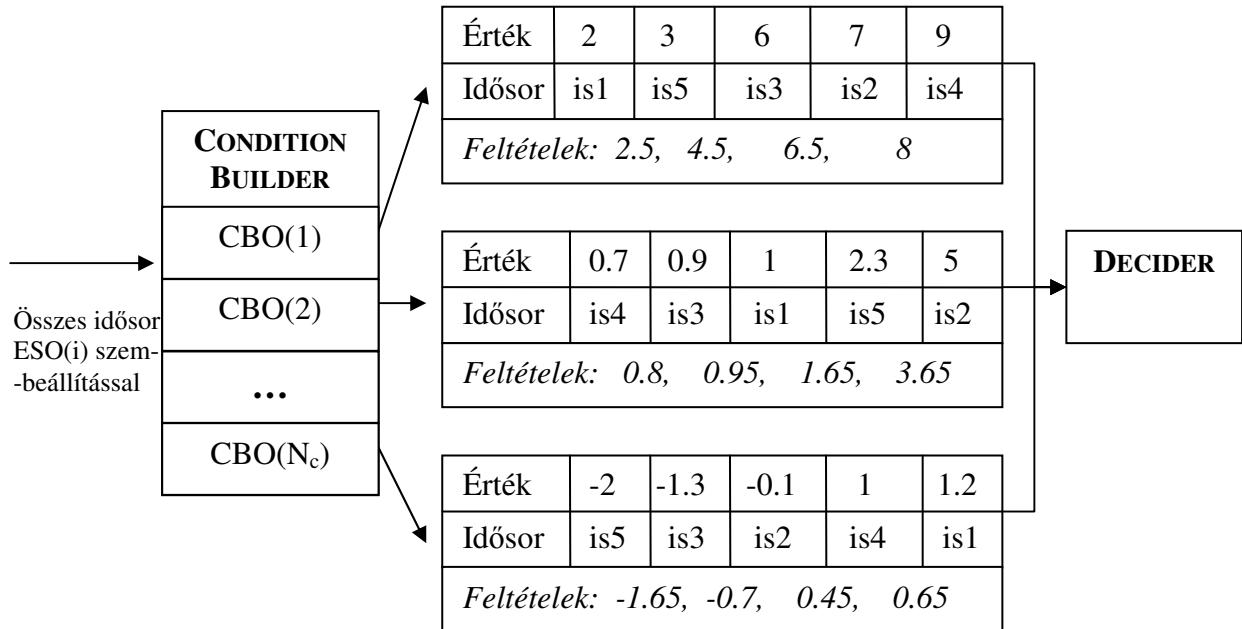 Összes idősor
ESO(i) szem-
-beállítással
CONDITION
BUILDER
CBO(1)
CBO(2)
...
CBO(Nc)
Érték 2 3 6 7 9
Idősor is1 is5 is3 is2 is4
Feltételek: 2.5, 4.5, 6.5, 8
Érték 0.7 0.9 1 2.3 5
Idősor is4 is3 is1 is5 is2
Feltételek: 0.8, 0.95, 1.65, 3.65
Érték -2 -1.3 -0.1 1 1.2
Idősor is5 is3 is2 is4 is1
Feltételek: -1.65, -0.7, 0.45, 0.65
DECIDER